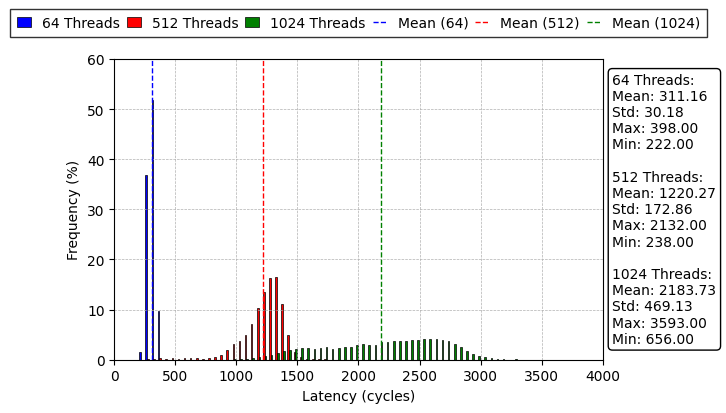 64 Threads 512 Threads 1024 Threads Mean (64) Mean (512) Mean (1024)
60
50
40
30
20
10
0
Frequency (%)
0 500 1000 1500 2000 2500 3000 3500 4000
Latency (cycles)
64 Threads:
Mean: 311.16
Std: 30.18
Max: 398.00
Min: 222.00
512 Threads:
Mean: 1220.27
Std: 172.86
Max: 2132.00
Min: 238.00
1024 Threads:
Mean: 2183.73
Std: 469.13
Max: 3593.00
Min: 656.00